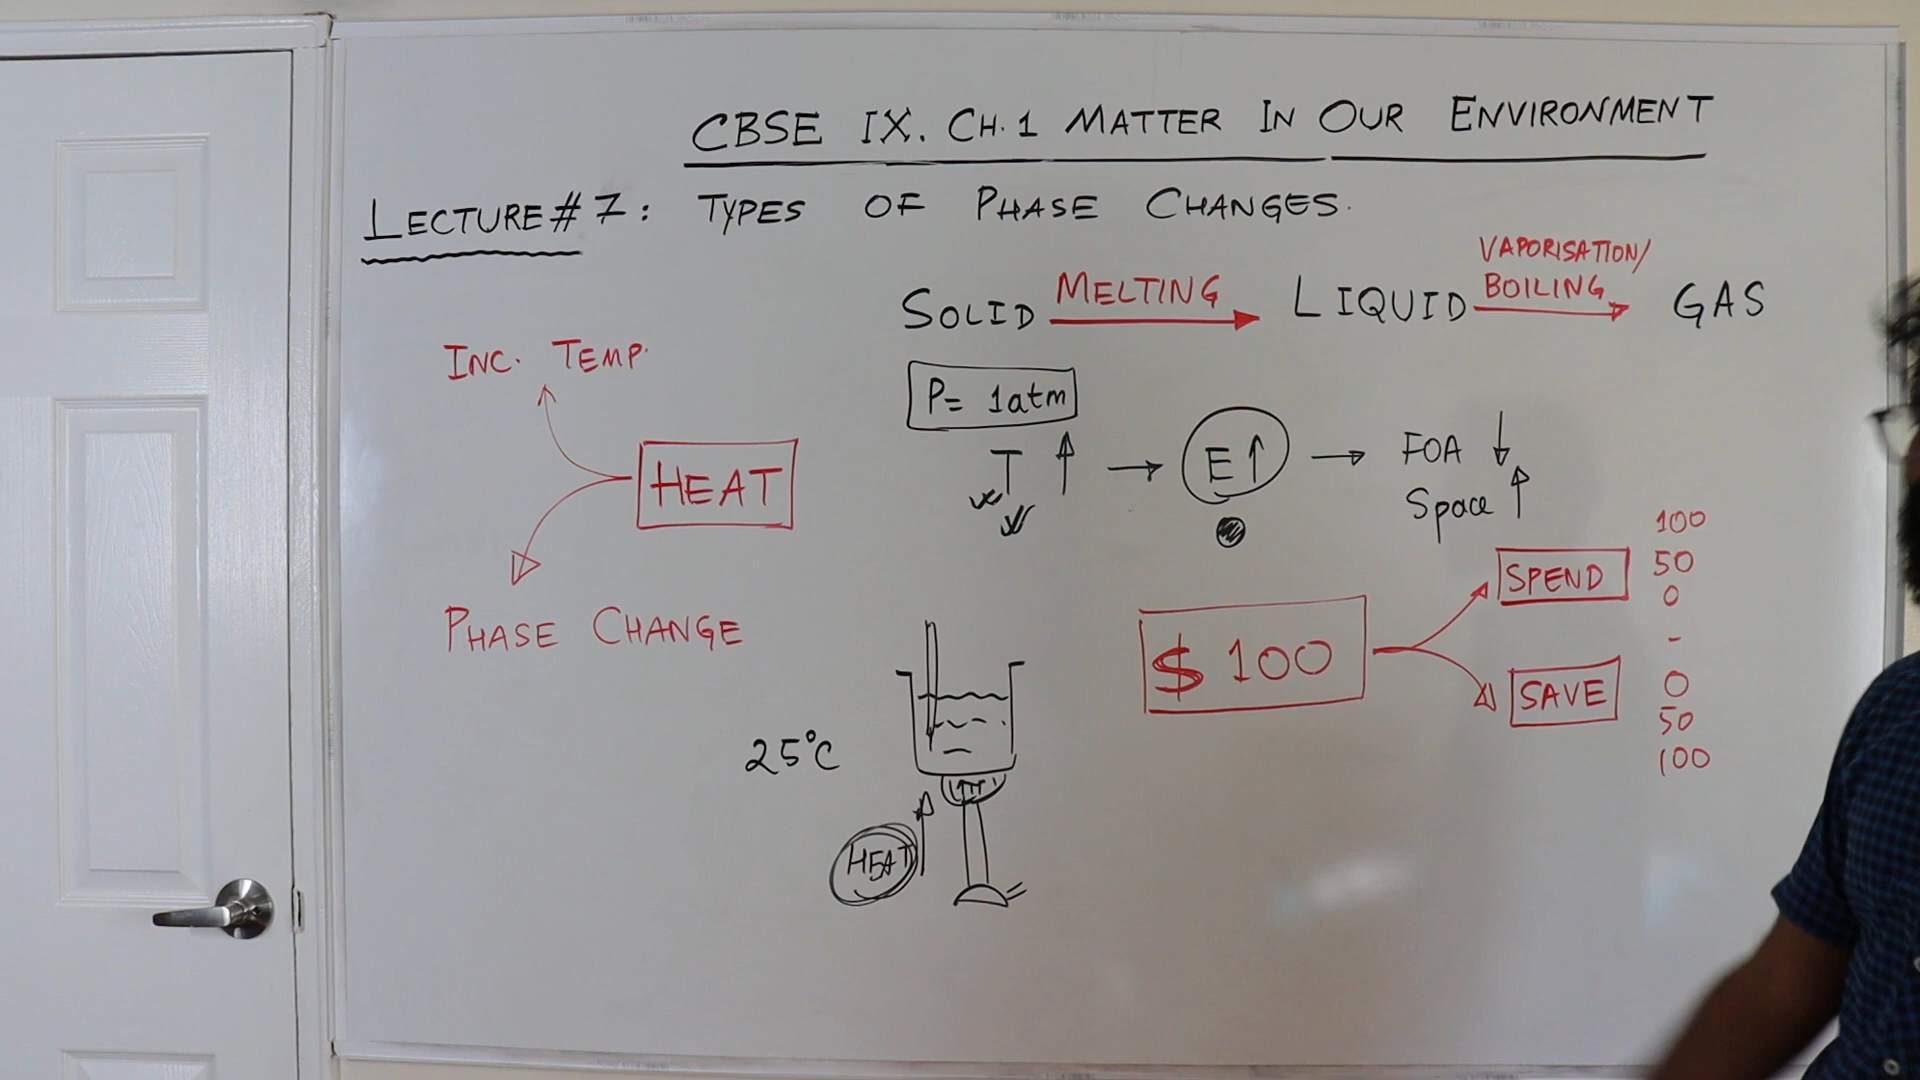 CBSE IX. CH.1 MATTER IN OUR ENVIRONMENT
LECTURE#7: TYPES OF PHASE CHANGES.
SOLID MELTING LIQUID VAPORISATION/ BOILING GAS
INC. TEMP.
HEAT
PHASE CHANGE
P= 1atm
T ↑ → E↑ → FOA ↓
Space ↑
$ 100
SPEND
SAVE
100
50
0
-
0
50
100
25°C
HEAT